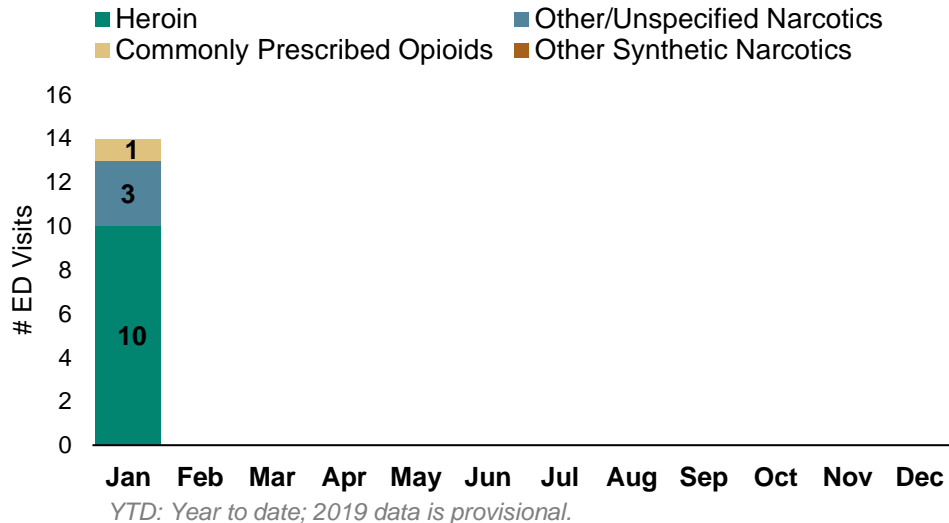 Heroin Other/Unspecified Narcotics
Commonly Prescribed Opioids Other Synthetic Narcotics
16
14
12
10
8
6
4
2
0
# ED Visits
1
3
10
Jan Feb Mar Apr May Jun Jul Aug Sep Oct Nov Dec
YTD: Year to date; 2019 data is provisional.